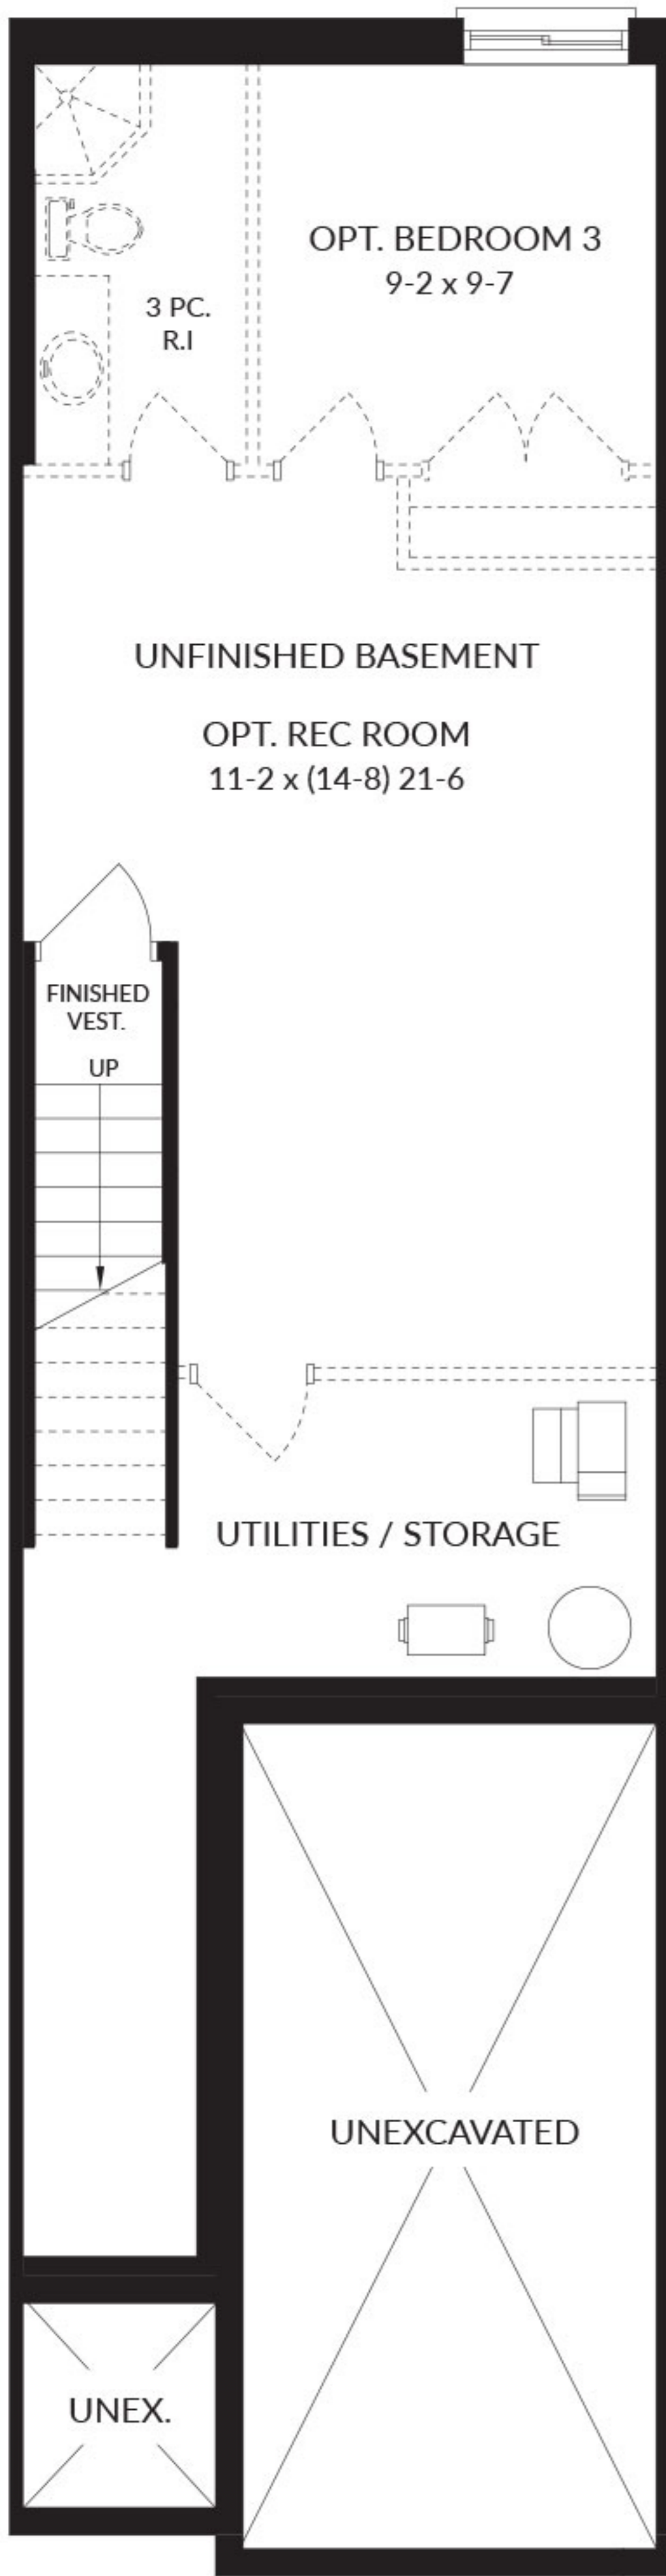 OPT. BEDROOM 3
9-2 x 9-7
3 PC.
R.I
UNFINISHED BASEMENT
OPT. REC ROOM
11-2 x (14-8) 21-6
FINISHED
VEST.
UP
UTILITIES / STORAGE
UNEXCAVATED
UNEX.